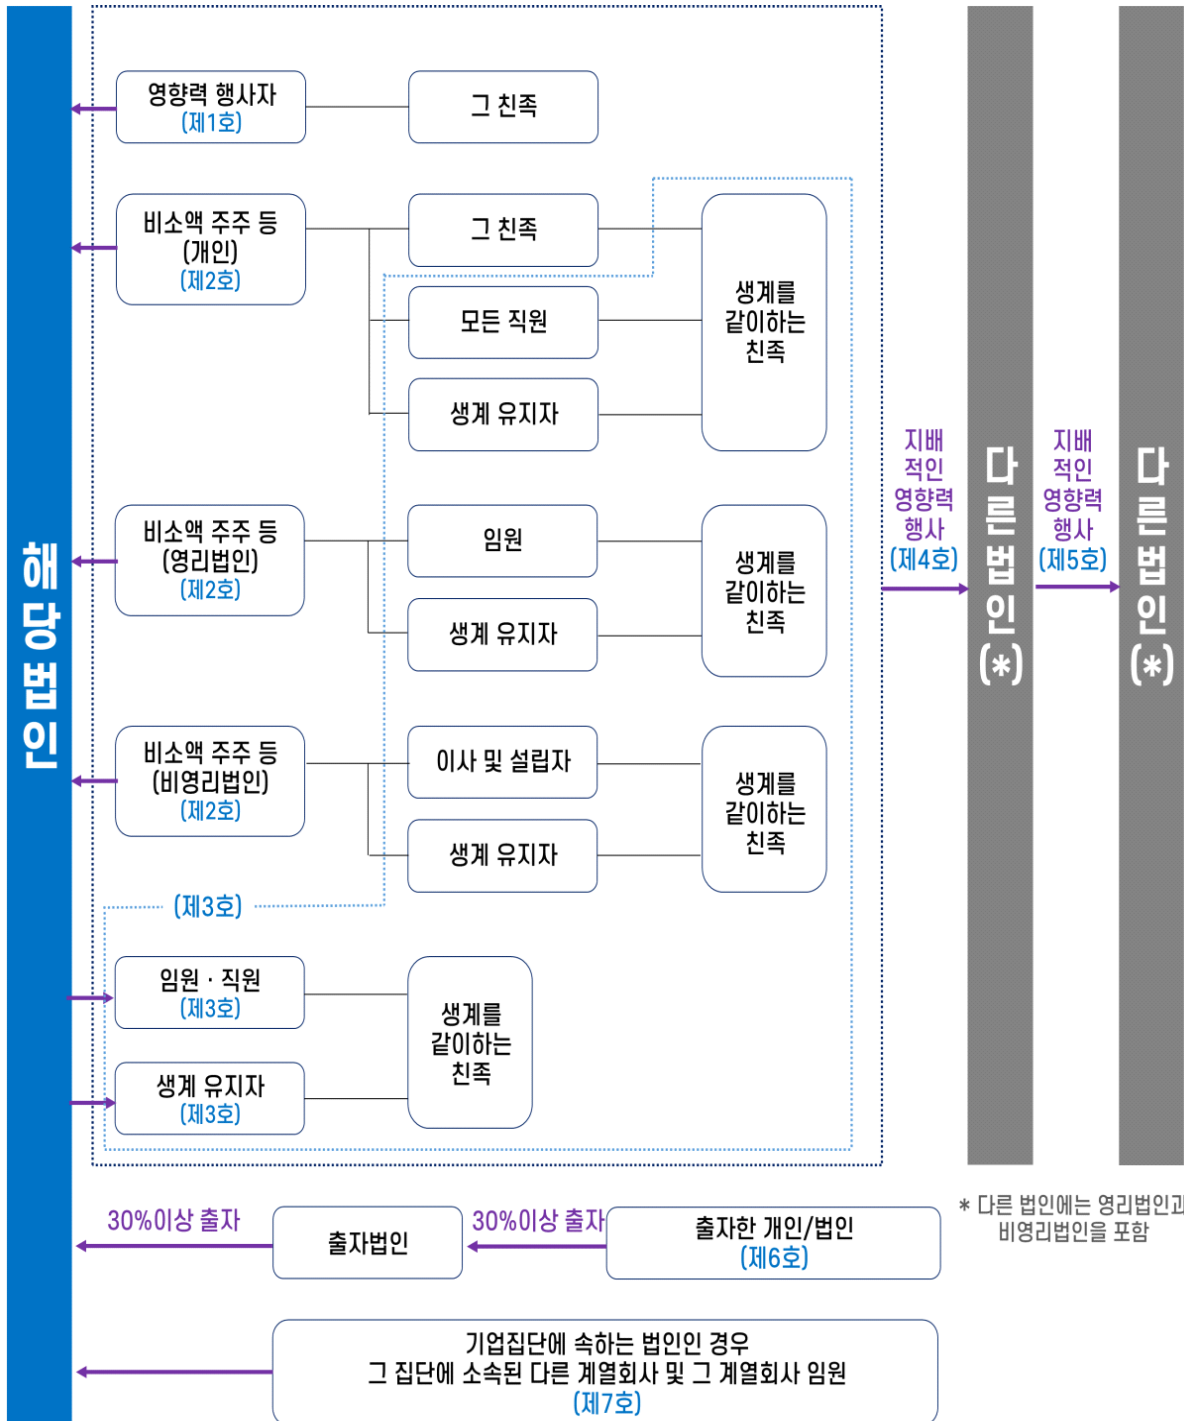 해당법인
영향력 행사자
(제1호)
그 친족
비소액 주주 등
(개인)
(제2호)
그 친족
모든 직원
생계 유지자
생계를
같이하는
친족
비소액 주주 등
(영리법인)
(제2호)
임원
생계 유지자
생계를
같이하는
친족
비소액 주주 등
(비영리법인)
(제2호)
이사 및 설립자
생계 유지자
생계를
같이하는
친족
(제3호)
임원 · 직원
(제3호)
생계 유지자
(제3호)
생계를
같이하는
친족
지배
적인
영향력
행사
(제4호)
다른법인(*)
지배
적인
영향력
행사
(제5호)
다른법인(*)
* 다른 법인에는 영리법인과
비영리법인을 포함
30%이상 출자
출자법인
30%이상 출자
출자한 개인/법인
(제6호)
기업집단에 속하는 법인인 경우
그 집단에 소속된 다른 계열회사 및 그 계열회사 임원
(제7호)